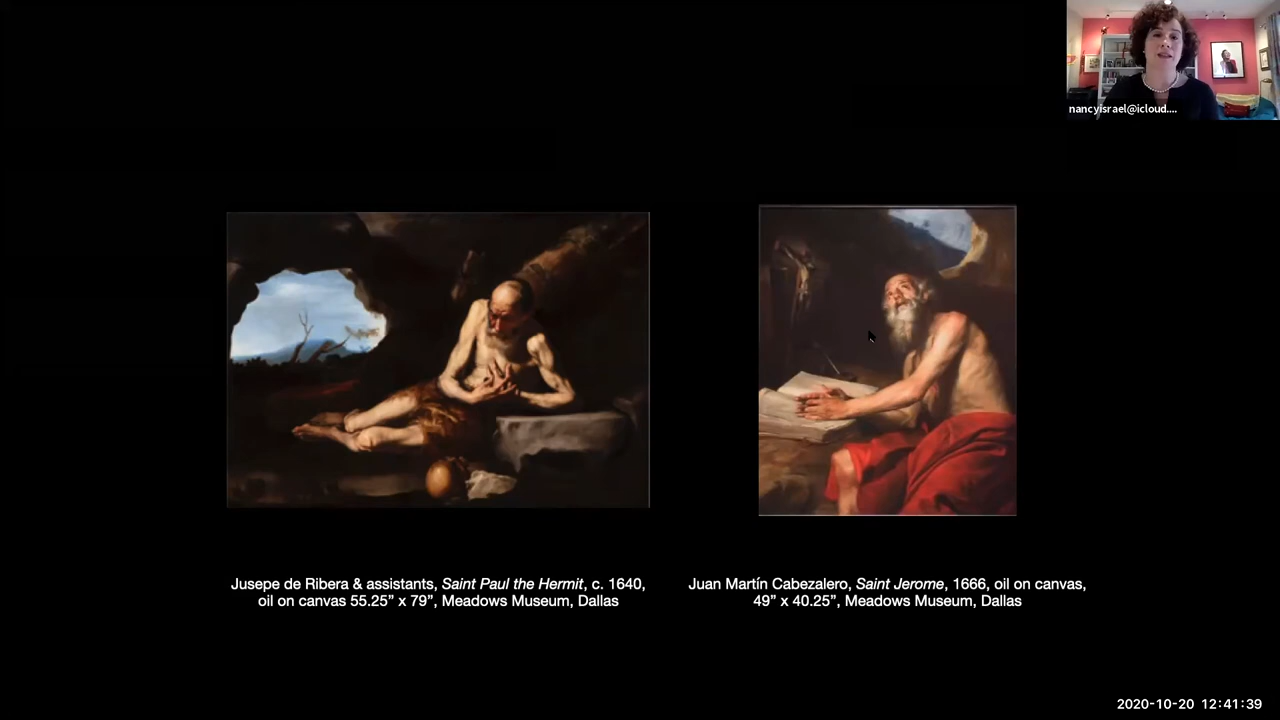 nancyisrael@icloud....
Jusepe de Ribera & assistants, Saint Paul the Hermit, c. 1640,
oil on canvas 55.25” x 79”, Meadows Museum, Dallas
Juan Martín Cabezalero, Saint Jerome, 1666, oil on canvas,
49” x 40.25”, Meadows Museum, Dallas
2020-10-20 12:41:39